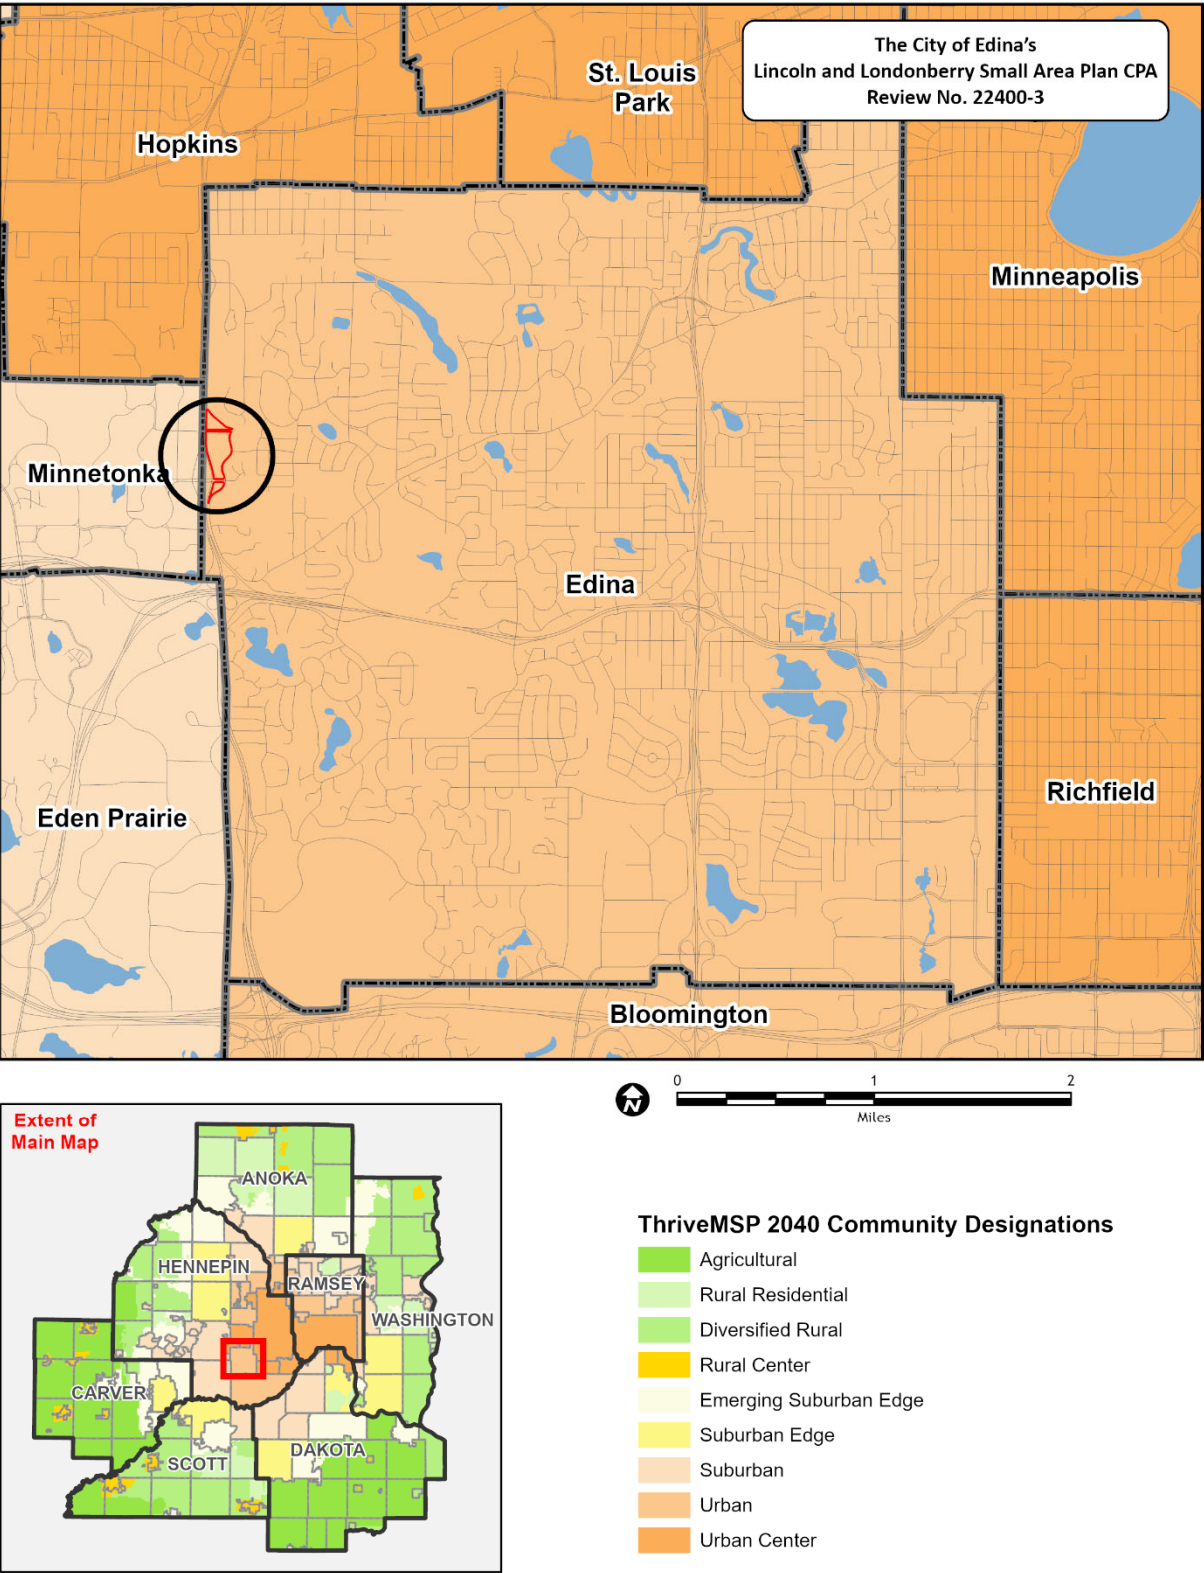 The City of Edina's
Lincoln and Londonberry Small Area Plan CPA
Review No. 22400-3
St. Louis
Park
Hopkins
Minneapolis
Minnetonka
Edina
Richfield
Eden Prairie
Bloomington
N
0 1 2
Miles
Extent of
Main Map
ANOKA
HENNEPIN
RAMSEY
WASHINGTON
CARVER
SCOTT
DAKOTA
ThriveMSP 2040 Community Designations
Agricultural
Rural Residential
Diversified Rural
Rural Center
Emerging Suburban Edge
Suburban Edge
Suburban
Urban
Urban Center